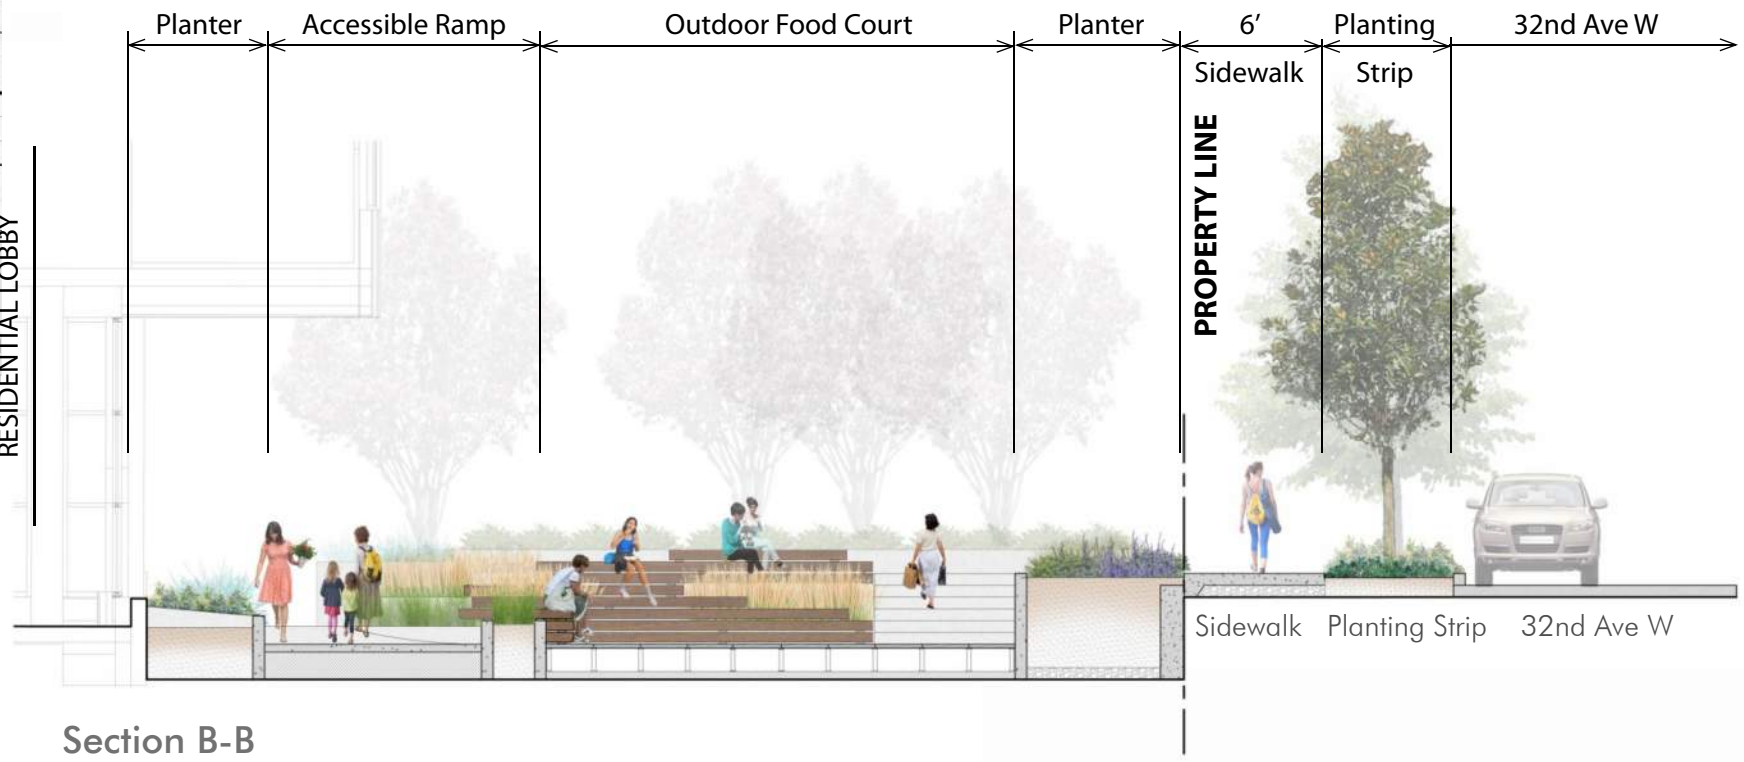 Planter Accessible Ramp Outdoor Food Court Planter 6’ Planting 32nd Ave W
Sidewalk Strip
PROPERTY LINE
RESIDENTIAL LOBBY
Sidewalk Planting Strip 32nd Ave W
Section B-B